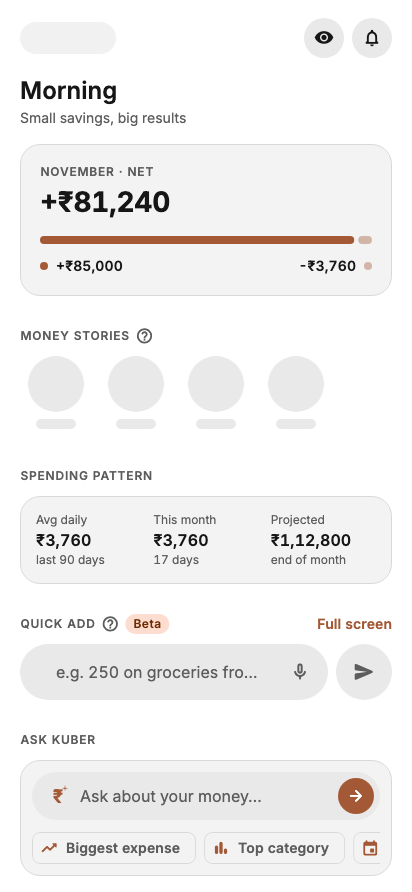 Morning
Small savings, big results
NOVEMBER · NET
+₹81,240
+₹85,000
-₹3,760
MONEY STORIES
SPENDING PATTERN
Avg daily
₹3,760
last 90 days
This month
₹3,760
17 days
Projected
₹1,12,800
end of month
QUICK ADD
Beta
Full screen
e.g. 250 on groceries fro...
ASK KUBER
₹
Ask about your money...
Biggest expense
Top category